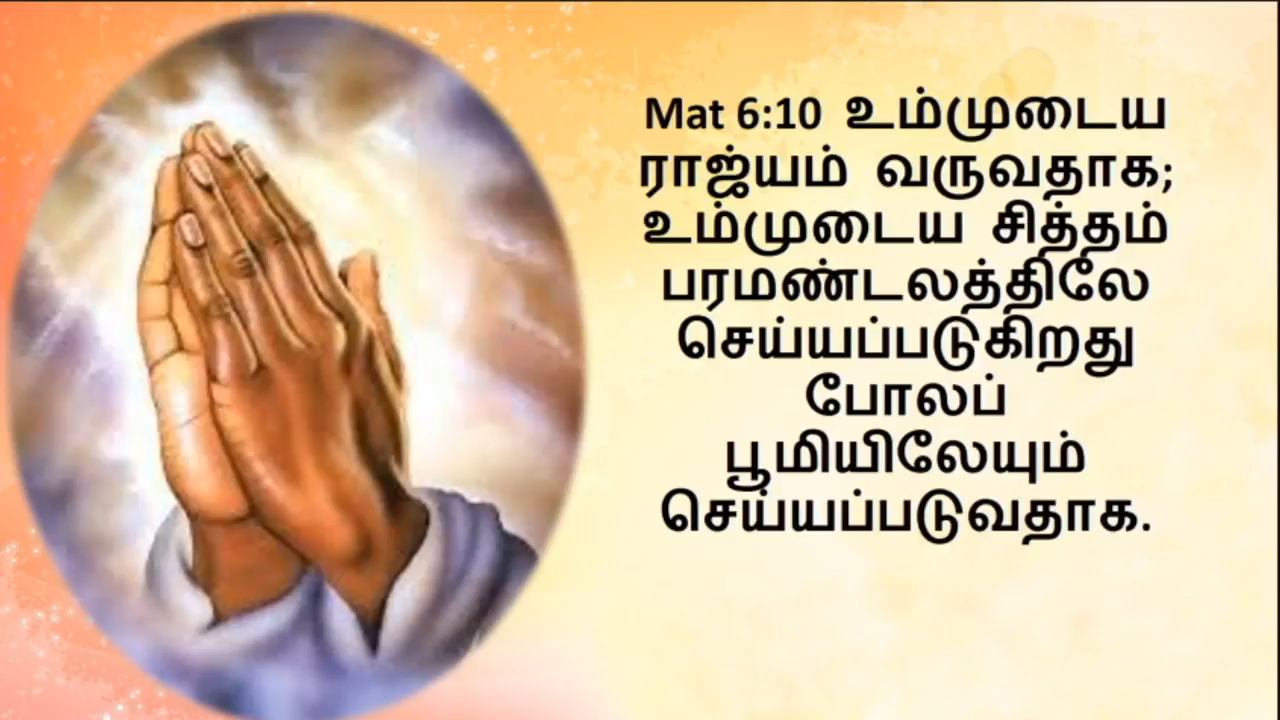 Mat 6:10 உம்முடைய
ராஜ்யம் வருவதாக;
உம்முடைய சித்தம்
பரமண்டலத்திலே
செய்யப்படுகிறது
போலப்
பூமியிலேயும்
செய்யப்படுவதாக.